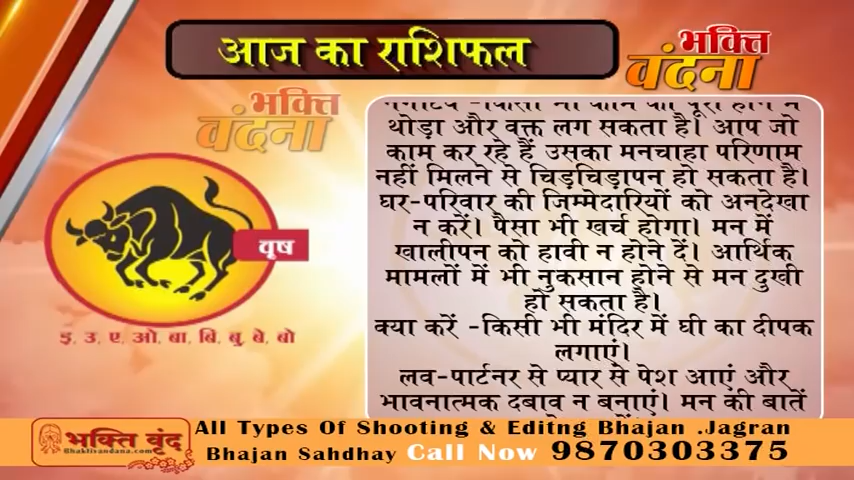 आज का राशिफल
भक्ति
वंदना
भक्ति
वंदना
थोड़ा और वक्त लग सकता है। आप जो
काम कर रहे हैं उसका मनचाहा परिणाम
नहीं मिलने से चिड़चिड़ापन हो सकता है।
घर-परिवार की जिम्मेदारियों को अनदेखा
न करें। पैसा भी खर्च होगा। मन में
खालीपन को हावी न होने दें। आर्थिक
मामलों में भी नुकसान होने से मन दुखी
हो सकता है।
क्या करें -किसी भी मंदिर में घी का दीपक
लगाएं।
लव-पार्टनर से प्यार से पेश आएं और
भावनात्मक दबाव न बनाएं। मन की बातें
वृष
इ, उ, ए, ओ, बा, बि, बु, बे, बो
भक्ति वृंद
Bhaktivandana.com
All Types Of Shooting & Editng Bhajan .Jagran
Bhajan Sahdhay Call Now 9870303375